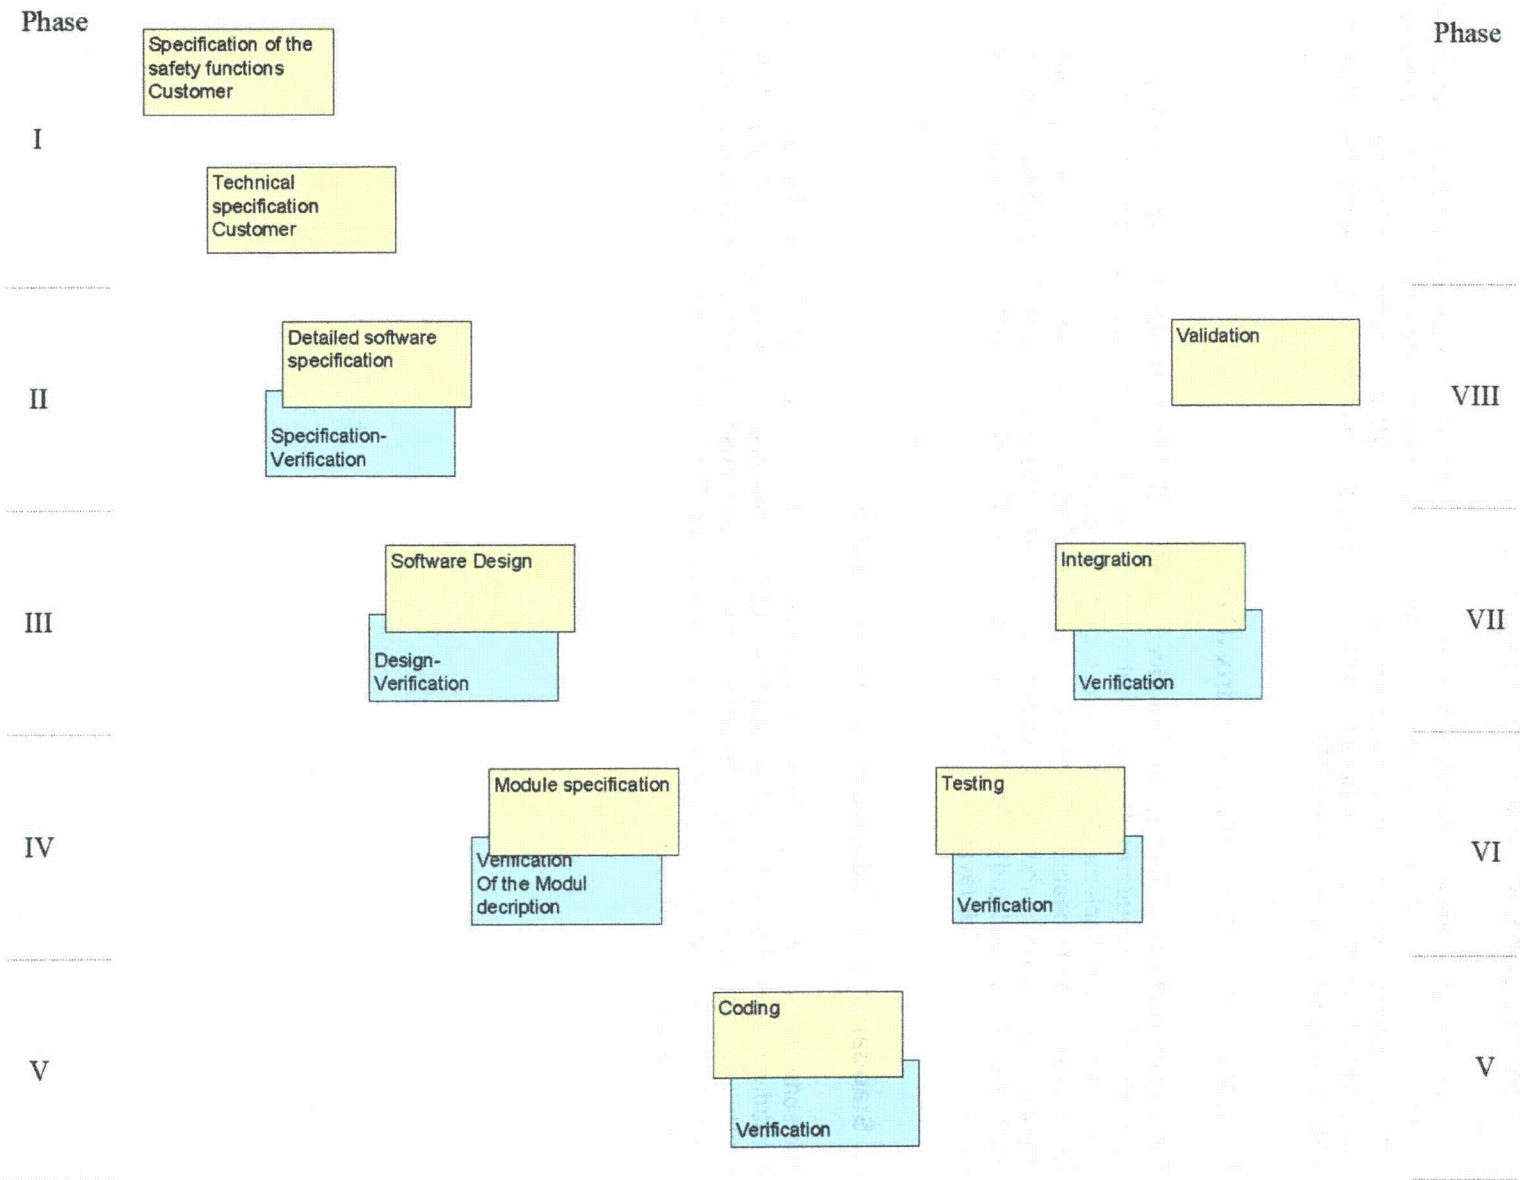 Phase
Phase
Specification of the
safety functions
Customer
I
Technical
specification
Customer
Detailed software
specification
Validation
II
VIII
Specification-
Verification
Software Design
Integration
III
VII
Design-
Verification
Verification
Module specification
Testing
IV
VI
Verification
Of the Modul
decription
Verification
Coding
V
V
Verification